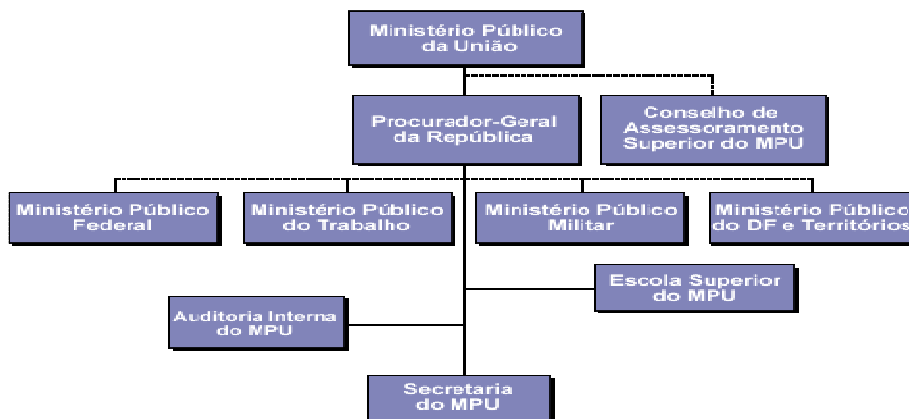 Ministério Público
da União
Procurador-Geral
da República
Conselho de
Assessoramento
Superior do MPU
Ministério Público
Federal
Ministério Público
do Trabalho
Ministério Público
Militar
Ministério Público
do DF e Territórios
Escola Superior
do MPU
Auditoria Interna
do MPU
Secretaria
do MPU